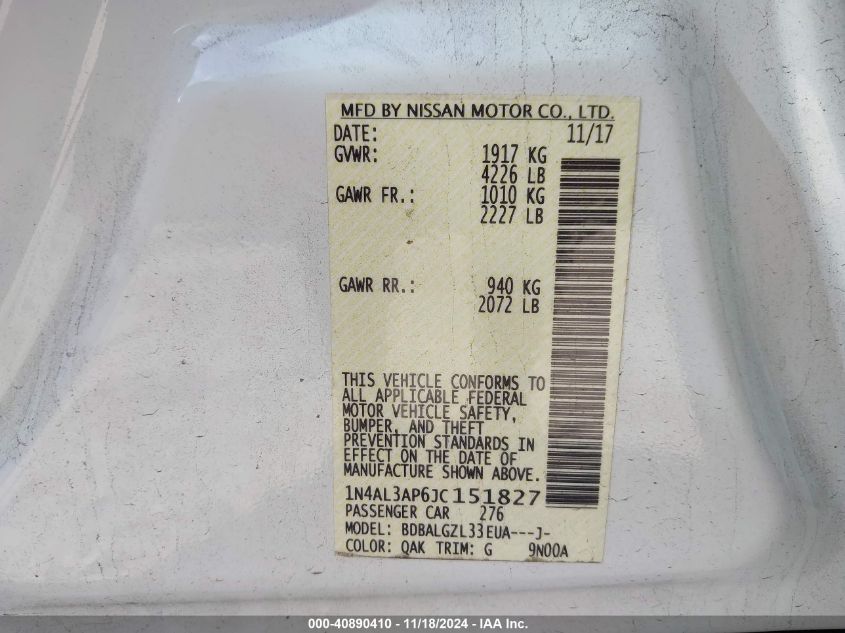 MFD BY NISSAN MOTOR CO., LTD.
DATE: 11/17
GVWR: 1917 KG
4226 LB
GAWR FR.: 1010 KG
2227 LB
GAWR RR.: 940 KG
2072 LB
THIS VEHICLE CONFORMS TO
ALL APPLICABLE FEDERAL
MOTOR VEHICLE SAFETY,
BUMPER, AND THEFT
PREVENTION STANDARDS IN
EFFECT ON THE DATE OF
MANUFACTURE SHOWN ABOVE.
1N4AL3AP6JC151827
PASSENGER CAR 276
MODEL: BDBALGZL33EUA---J-
COLOR: QAK TRIM: G 9N00A
000-40890410 - 11/18/2024 - IAA Inc.